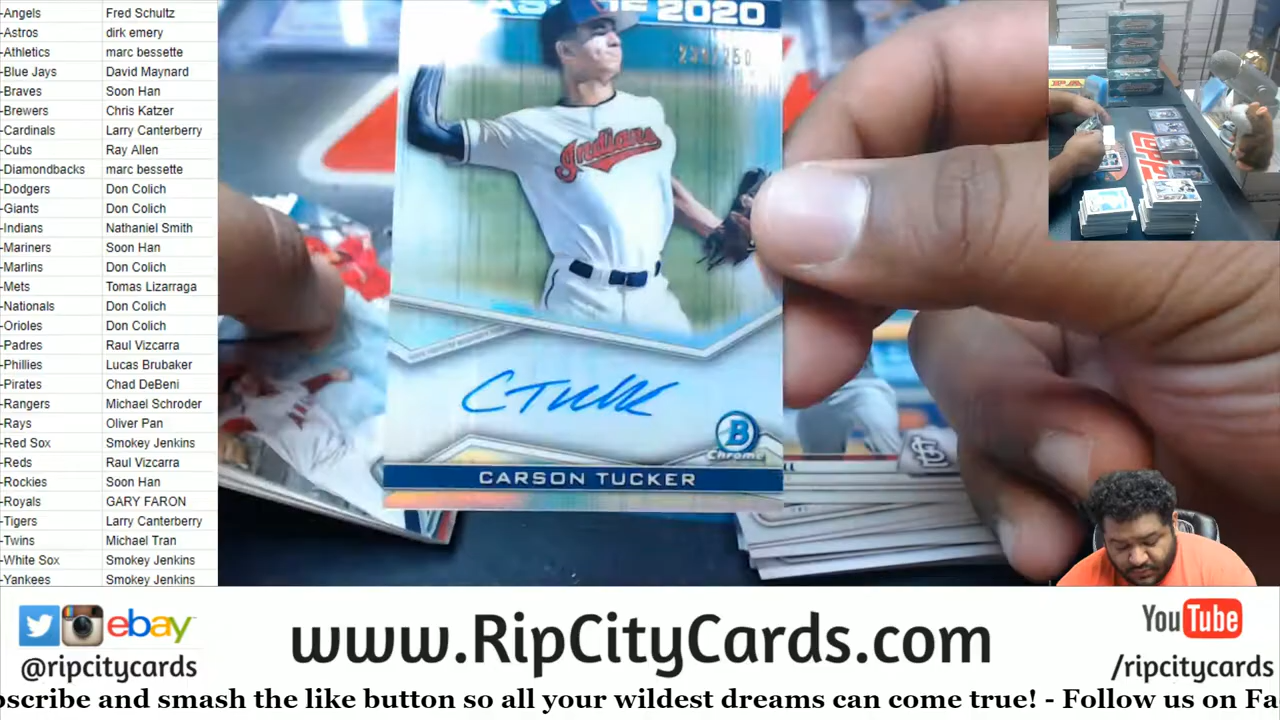 -Angels Fred Schultz
-Astros dirk emery
-Athletics marc bessette
-Blue Jays David Maynard
-Braves Soon Han
-Brewers Chris Katzer
-Cardinals Larry Canterberry
-Cubs Ray Allen
-Diamondbacks marc bessette
-Dodgers Don Colich
-Giants Don Colich
-Indians Nathaniel Smith
-Mariners Soon Han
-Marlins Don Colich
-Mets Tomas Lizarraga
-Nationals Don Colich
-Orioles Don Colich
-Padres Raul Vizcarra
-Phillies Lucas Brubaker
-Pirates Chad DeBeni
-Rangers Michael Schroder
-Rays Oliver Pan
-Red Sox Smokey Jenkins
-Reds Raul Vizcarra
-Rockies Soon Han
-Royals GARY FARON
-Tigers Larry Canterberry
-Twins Michael Tran
-White Sox Smokey Jenkins
-Yankees Smokey Jenkins
2020
Indians
B
Chrome
CARSON TUCKER
ebay
@ripcitycards
www.RipCityCards.com
YouTube
/ripcitycards
bscribe and smash the like button so all your wildest dreams can come true! - Follow us on Fa